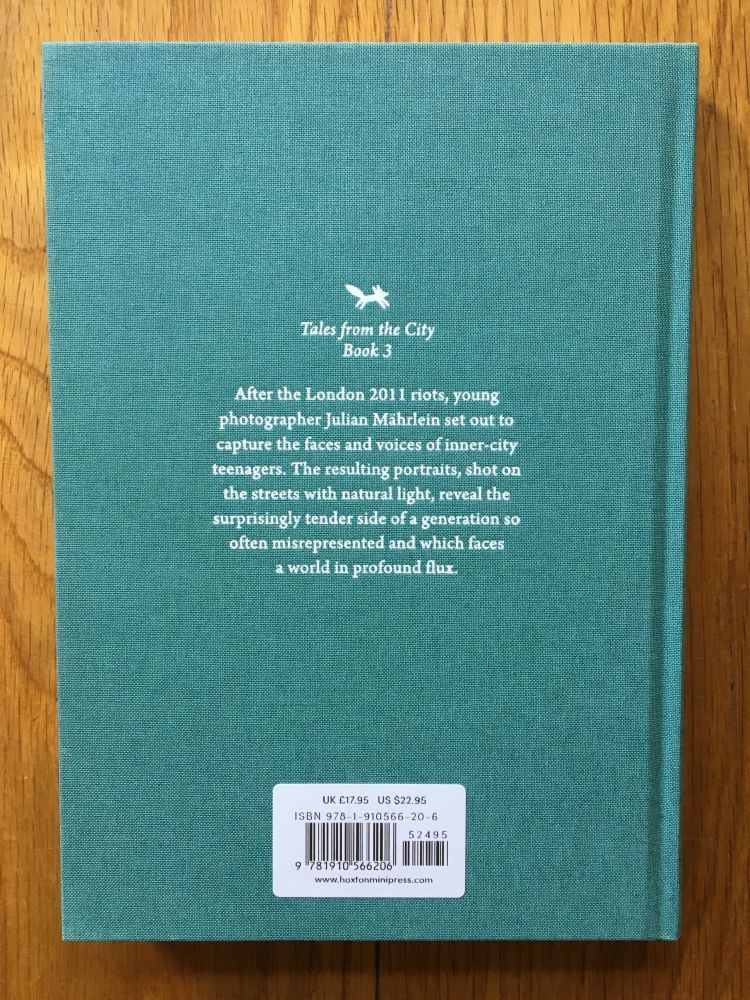 Tales from the City
Book 3
After the London 2011 riots, young
photographer Julian Mährlein set out to
capture the faces and voices of inner-city
teenagers. The resulting portraits, shot on
the streets with natural light, reveal the
surprisingly tender side of a generation so
often misrepresented and which faces
a world in profound flux.
UK £17.95 US $22.95
ISBN 978-1-910566-20-6
52495
9 781910 566206
www.hoxtonminipress.com